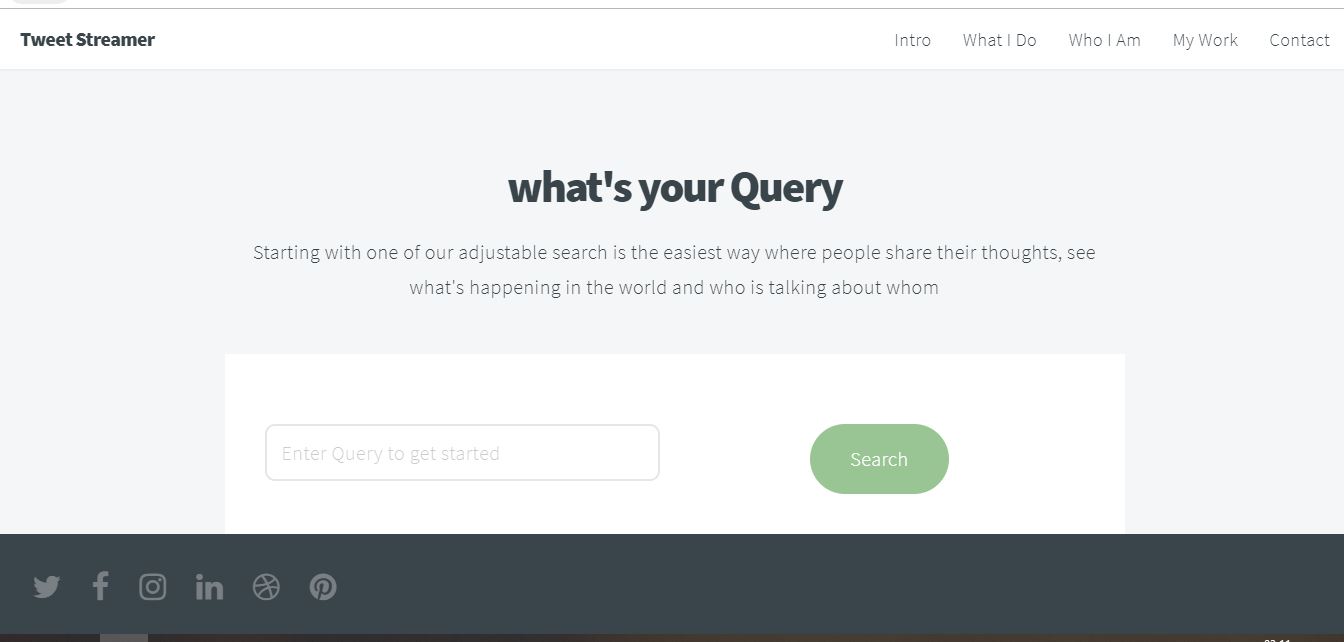 Tweet Streamer
Intro What I Do Who I Am My Work Contact
what's your Query
Starting with one of our adjustable search is the easiest way where people share their thoughts, see
what's happening in the world and who is talking about whom
Enter Query to get started
Search